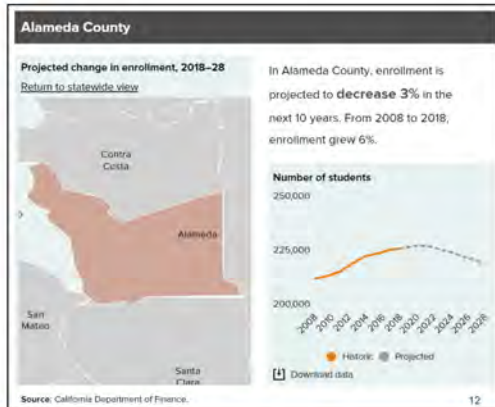 Alameda County
Projected change in enrollment, 2018–28
Return to statewide view
Contra
Costa
Alameda
San
Mateo
Santa
Clara
In Alameda County, enrollment is
projected to decrease 3% in the
next 10 years. From 2008 to 2018,
enrollment grew 6%.
Number of students
250,000
225,000
200,000
2008 2010 2012 2014 2016 2018 2020 2022 2024 2026 2028
Historic Projected
Download data
Source: California Department of Finance.
12